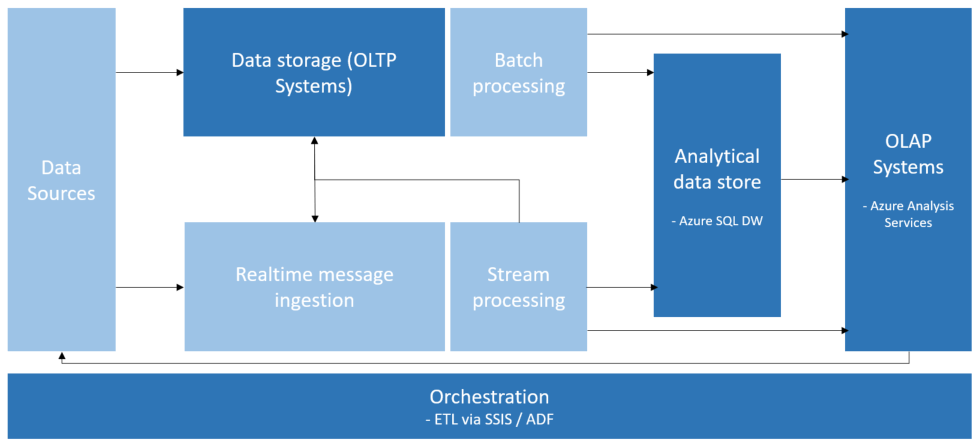 Data storage (OLTP
Systems)
Batch
processing
Data
Sources
Analytical
data store
- Azure SQL DW
OLAP
Systems
- Azure Analysis
Services
Realtime message
ingestion
Stream
processing
Orchestration
- ETL via SSIS / ADF